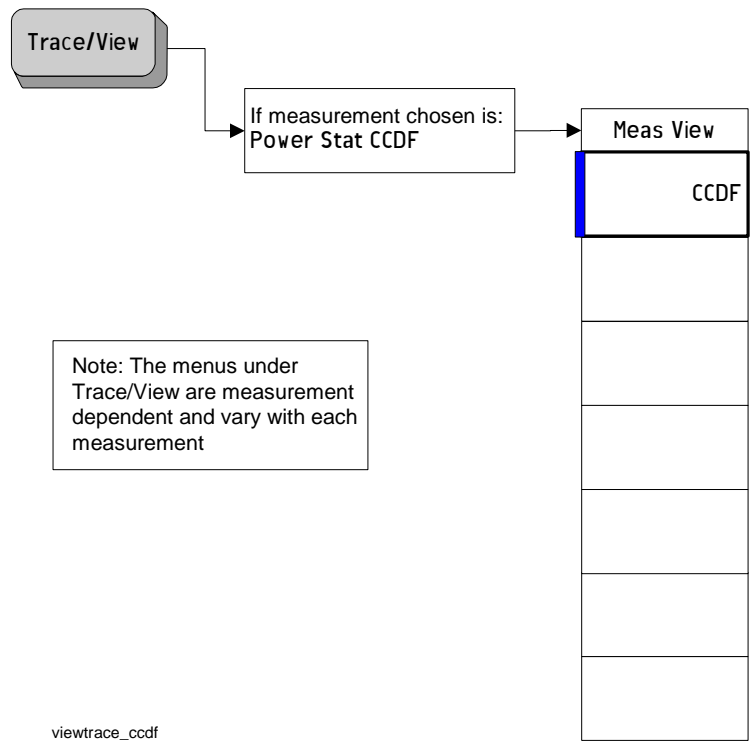 Trace/View
If measurement chosen is:
Power Stat CCDF
Meas View
CCDF
Note: The menus under
Trace/View are measurement
dependent and vary with each
measurement
viewtrace_ccdf